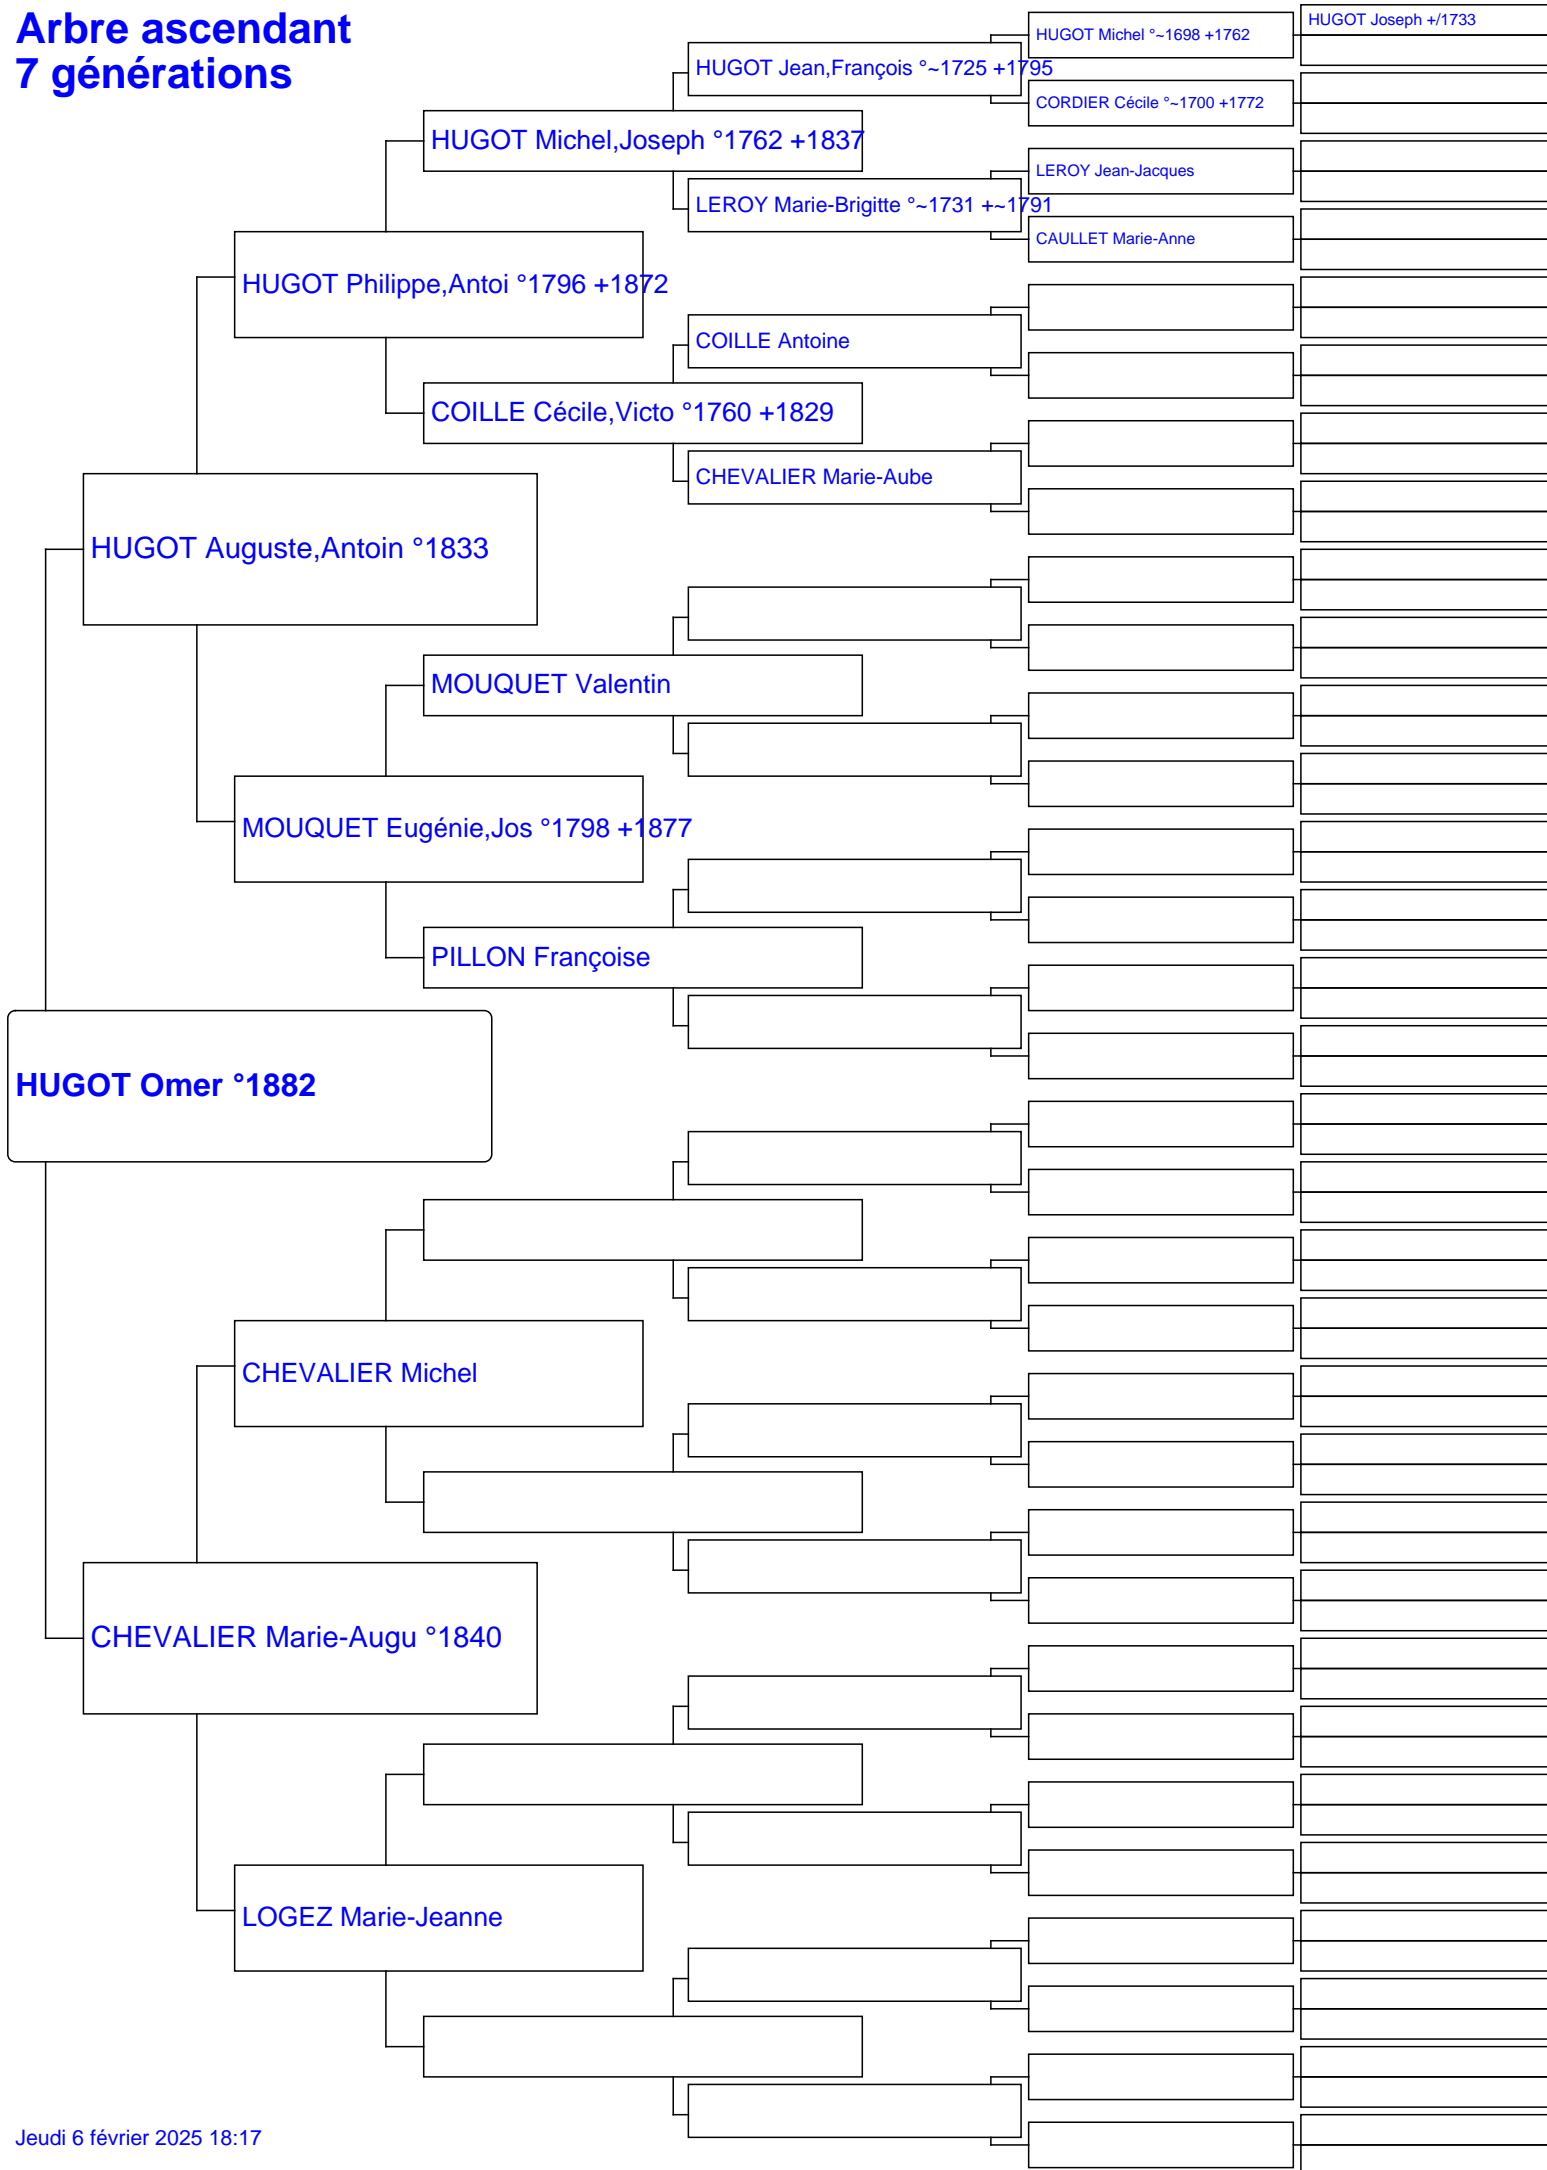 Arbre ascendant
7 générations
HUGOT Joseph +/1733
HUGOT Michel °~1698 +1762
HUGOT Jean,François °~1725 +1795
CORDIER Cécile °~1700 +1772
HUGOT Michel,Joseph °1762 +1837
LEROY Jean-Jacques
LEROY Marie-Brigitte °~1731 +~1791
CAULLET Marie-Anne
HUGOT Philippe,Antoi °1796 +1872
COILLE Antoine
COILLE Cécile,Victo °1760 +1829
CHEVALIER Marie-Aube
HUGOT Auguste,Antoin °1833
MOUQUET Valentin
MOUQUET Eugénie,Jos °1798 +1877
PILLON Françoise
HUGOT Omer °1882
CHEVALIER Michel
CHEVALIER Marie-Augu °1840
LOGEZ Marie-Jeanne
Jeudi 6 février 2025 18:17